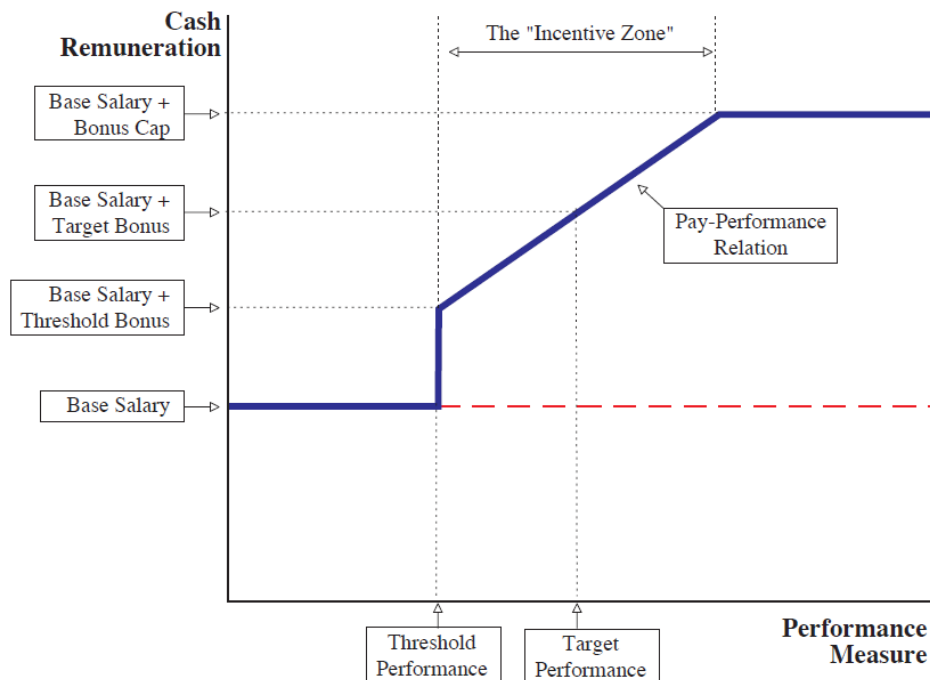 Cash
Remuneration
The "Incentive Zone"
Base Salary +
Bonus Cap
Base Salary +
Target Bonus
Pay-Performance
Relation
Base Salary +
Threshold Bonus
Base Salary
Threshold
Performance
Target
Performance
Performance
Measure